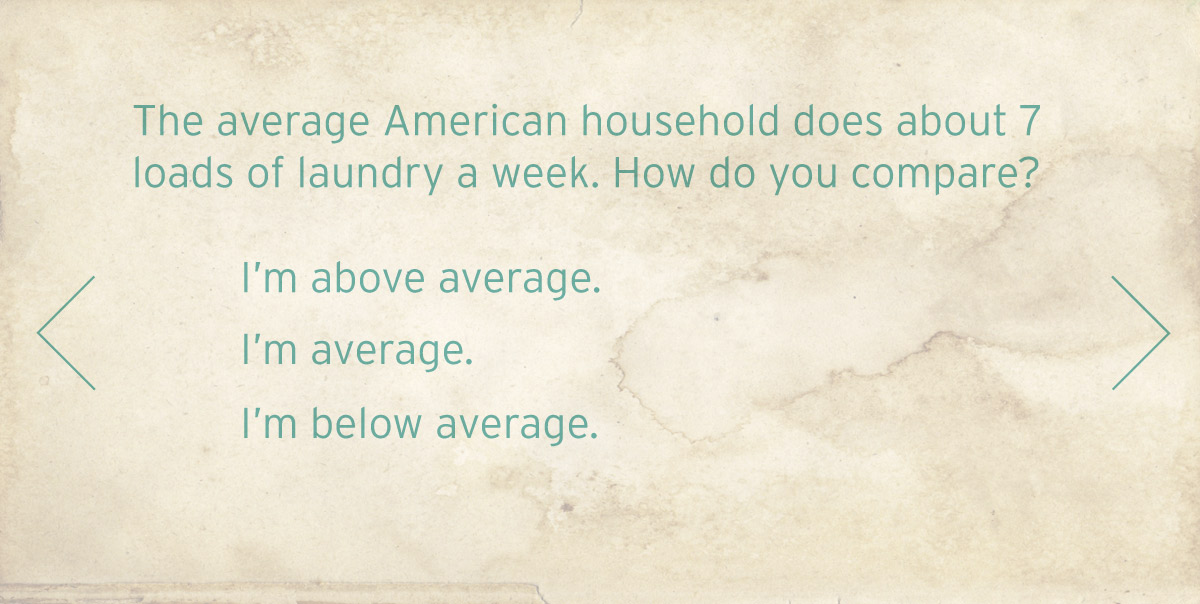 The average American household does about 7
loads of laundry a week. How do you compare?
I’m above average.
I’m average.
I’m below average.